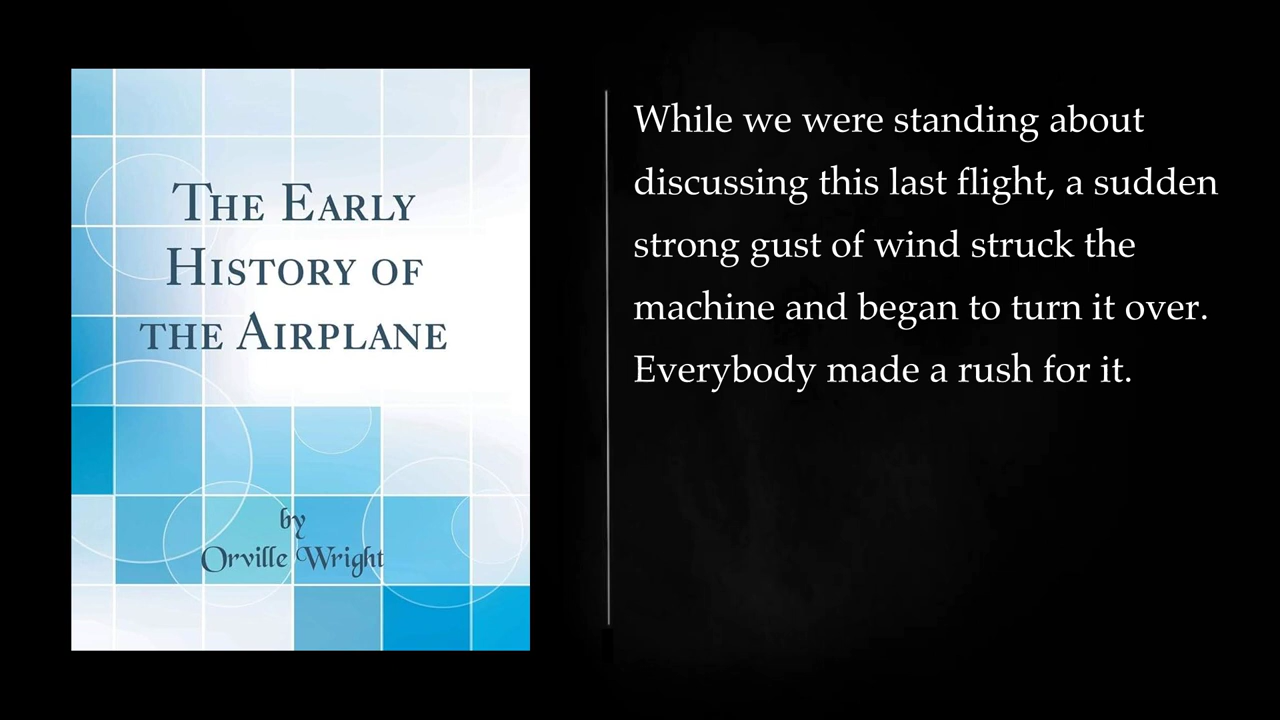 The Early
History of
the Airplane
by
Orville Wright
While we were standing about
discussing this last flight, a sudden
strong gust of wind struck the
machine and began to turn it over.
Everybody made a rush for it.